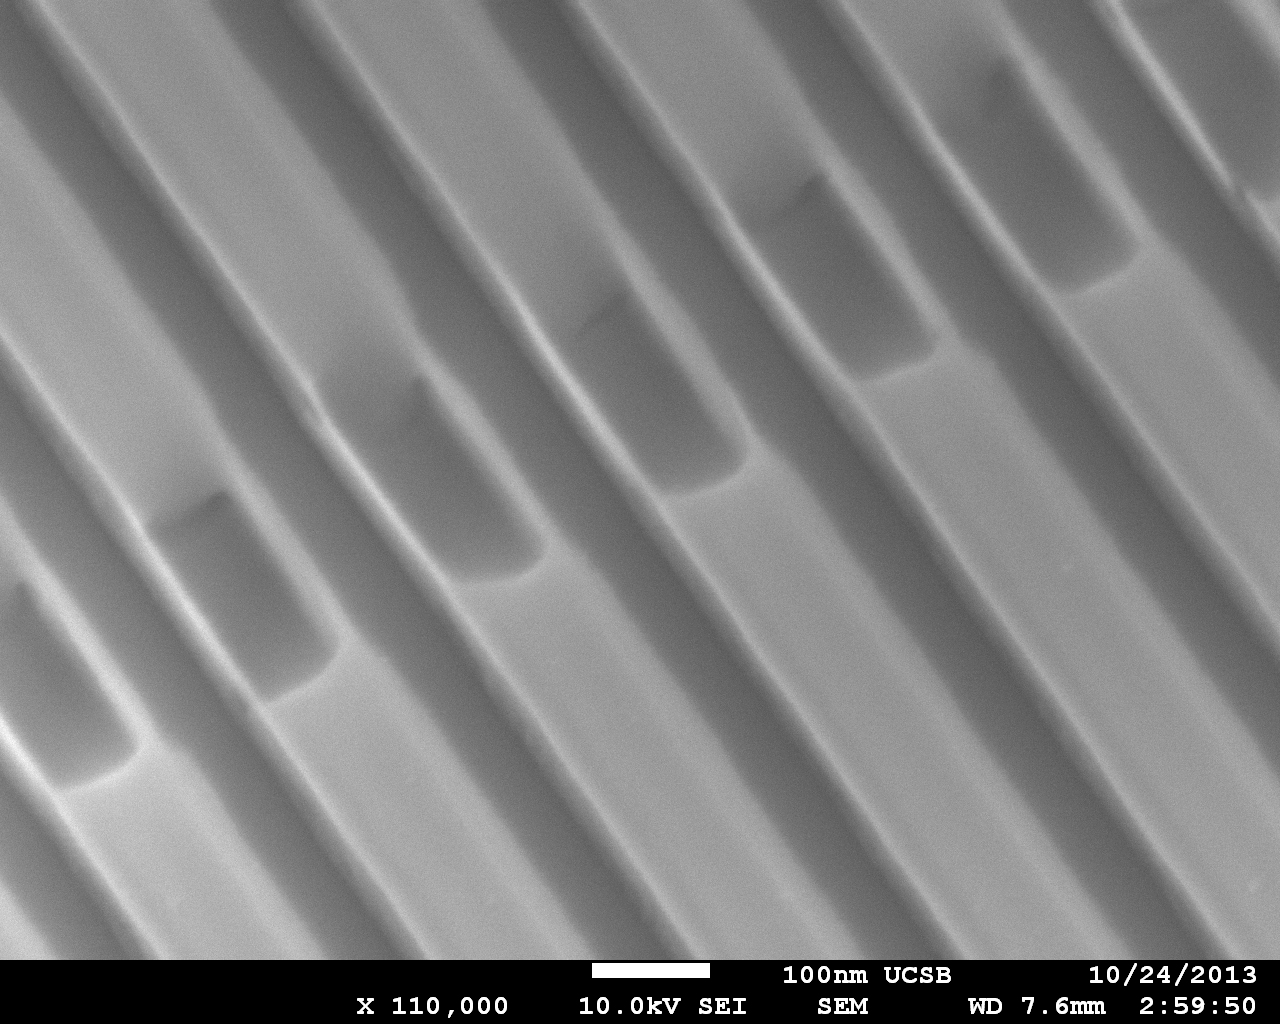 100nm UCSB 10/24/2013
X 110,000 10.0kV SEI SEM WD 7.6mm 2:59:50